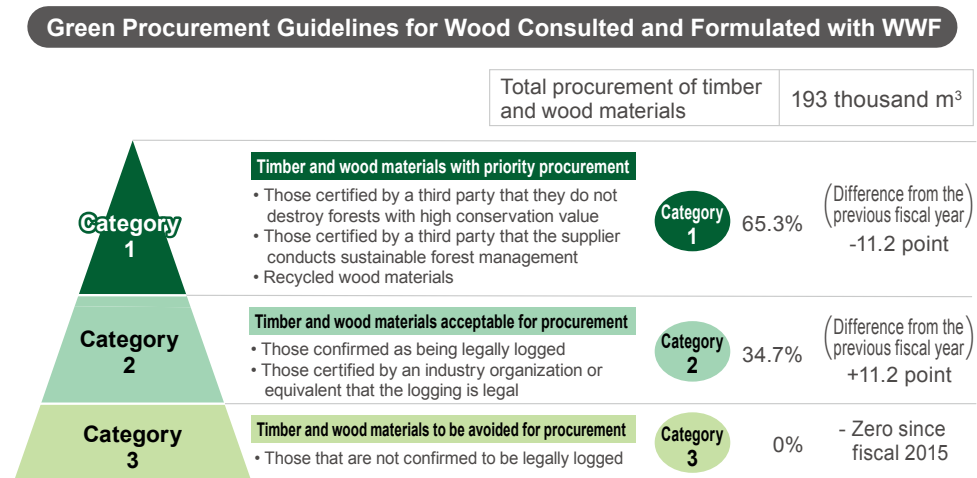 Green Procurement Guidelines for Wood Consulted and Formulated with WWF
Total procurement of timber
and wood materials
193 thousand m³
Category
1
Timber and wood materials with priority procurement
• Those certified by a third party that they do not
destroy forests with high conservation value
• Those certified by a third party that the supplier
conducts sustainable forest management
• Recycled wood materials
Category
1
65.3%
(Difference from the
previous fiscal year)
-11.2 point
Category
2
Timber and wood materials acceptable for procurement
• Those confirmed as being legally logged
• Those certified by an industry organization or
equivalent that the logging is legal
Category
2
34.7%
(Difference from the
previous fiscal year)
+11.2 point
Category
3
Timber and wood materials to be avoided for procurement
• Those that are not confirmed to be legally logged
Category
3
0%
- Zero since
fiscal 2015